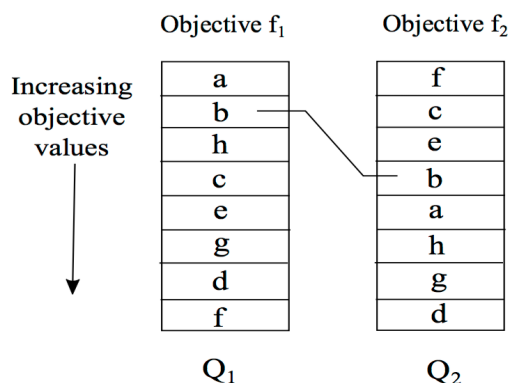 Objective f₁
Objective f₂
Increasing
objective
values
a
b
h
c
e
g
d
f
f
c
e
b
a
h
g
d
Q₁
Q₂